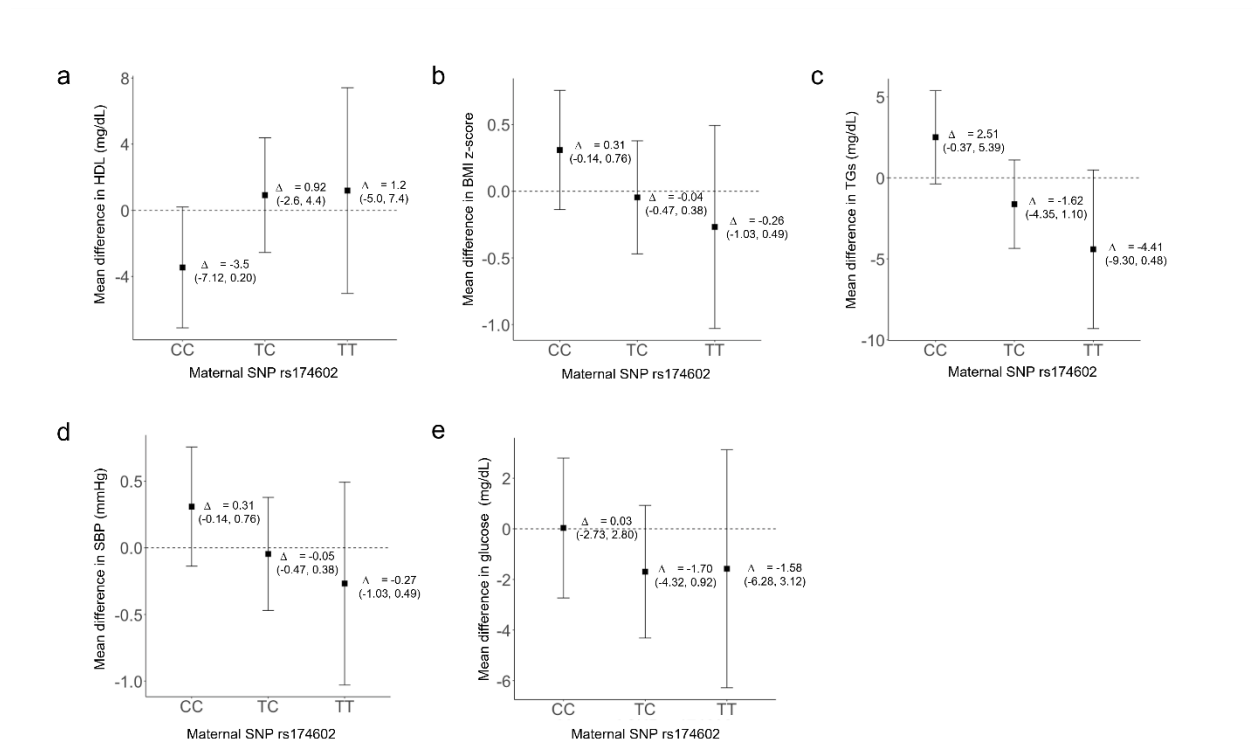 a
Mean difference in HDL (mg/dL)
8
4
0
-4
Δ = -3.5
(-7.12, 0.20)
Δ = 0.92
(-2.6, 4.4)
Λ = 1.2
(-5.0, 7.4)
CC TC TT
Maternal SNP rs174602
b
Mean difference in BMI z-score
0.5
0.0
-0.5
-1.0
Λ = 0.31
(-0.14, 0.76)
Δ = -0.04
(-0.47, 0.38)
Δ = -0.26
(-1.03, 0.49)
CC TC TT
Maternal SNP rs174602
c
Mean difference in TGs (mg/dL)
5
0
-5
-10
Δ = 2.51
(-0.37, 5.39)
Λ = -1.62
(-4.35, 1.10)
Λ = -4.41
(-9.30, 0.48)
CC TC TT
Maternal SNP rs174602
d
Mean difference in SBP (mmHg)
0.5
0.0
-0.5
-1.0
Δ = 0.31
(-0.14, 0.76)
Δ = -0.05
(-0.47, 0.38)
Λ = -0.27
(-1.03, 0.49)
CC TC TT
Maternal SNP rs174602
e
Mean difference in glucose (mg/dL)
2
0
-2
-4
-6
Δ = 0.03
(-2.73, 2.80)
Λ = -1.70
(-4.32, 0.92)
Λ = -1.58
(-6.28, 3.12)
CC TC TT
Maternal SNP rs174602